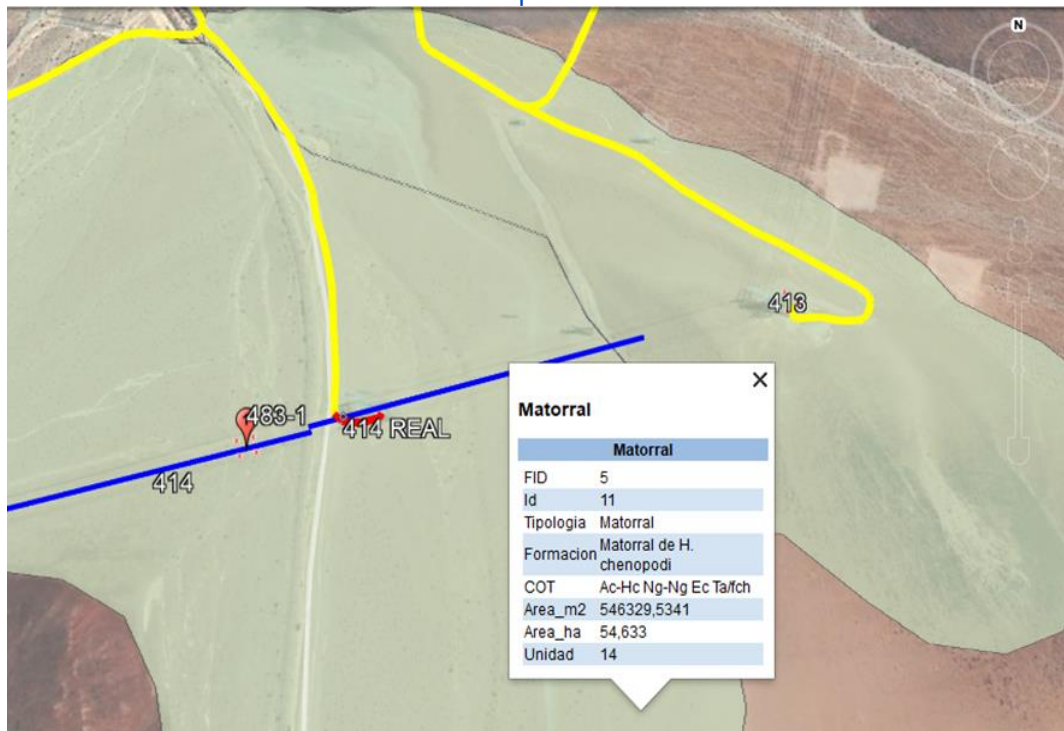 N
413
483-1
414 REAL
414
Matorral
Matorral
FID 5
Id 11
Tipologia Matorral
Formacion Matorral de H.
chenopodi
COT Ac-Hc Ng-Ng Ec Ta/fch
Area_m2 546329,5341
Area_ha 54,633
Unidad 14